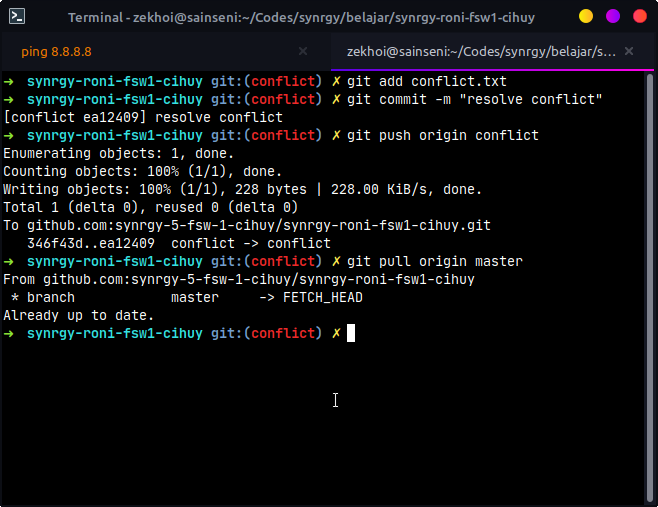 Terminal - zekhoi@sainseni:~/Codes/synrgy/belajar/synrgy-roni-fsw1-cihuy
ping 8.8.8.8
zekhoi@sainseni:~/Codes/synrgy/belajar/s...
➜ synrgy-roni-fsw1-cihuy git:(conflict) ✗ git add conflict.txt
➜ synrgy-roni-fsw1-cihuy git:(conflict) ✗ git commit -m "resolve conflict"
[conflict ea12409] resolve conflict
➜ synrgy-roni-fsw1-cihuy git:(conflict) ✗ git push origin conflict
Enumerating objects: 1, done.
Counting objects: 100% (1/1), done.
Writing objects: 100% (1/1), 228 bytes | 228.00 KiB/s, done.
Total 1 (delta 0), reused 0 (delta 0)
To github.com:synrgy-5-fsw-1-cihuy/synrgy-roni-fsw1-cihuy.git
346f43d..ea12409 conflict -> conflict
➜ synrgy-roni-fsw1-cihuy git:(conflict) ✗ git pull origin master
From github.com:synrgy-5-fsw-1-cihuy/synrgy-roni-fsw1-cihuy
* branch master -> FETCH_HEAD
Already up to date.
➜ synrgy-roni-fsw1-cihuy git:(conflict) ✗